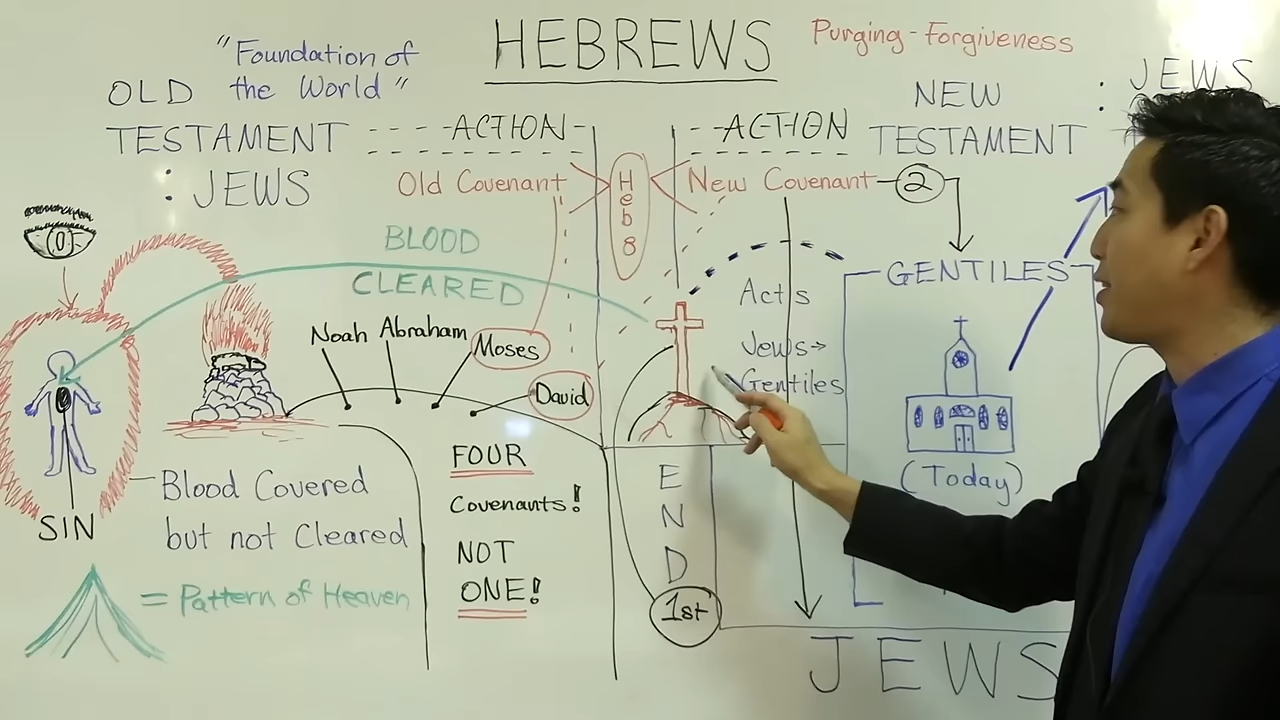 HEBREWS
Purging - Forgiveness
"Foundation of
the World"
OLD
TESTAMENT
: JEWS
ACTION
ACTION
NEW
TESTAMENT
: JEWS
:
Old Covenant
Heb 8
New Covenant
2
BLOOD
CLEARED
Noah
Abraham
Moses
David
Acts
Jews→
Gentiles
GENTILES
(Today)
SIN
Blood Covered
but not Cleared
= Pattern of Heaven
FOUR
Covenants!
NOT
ONE!
END
1st
JEWS